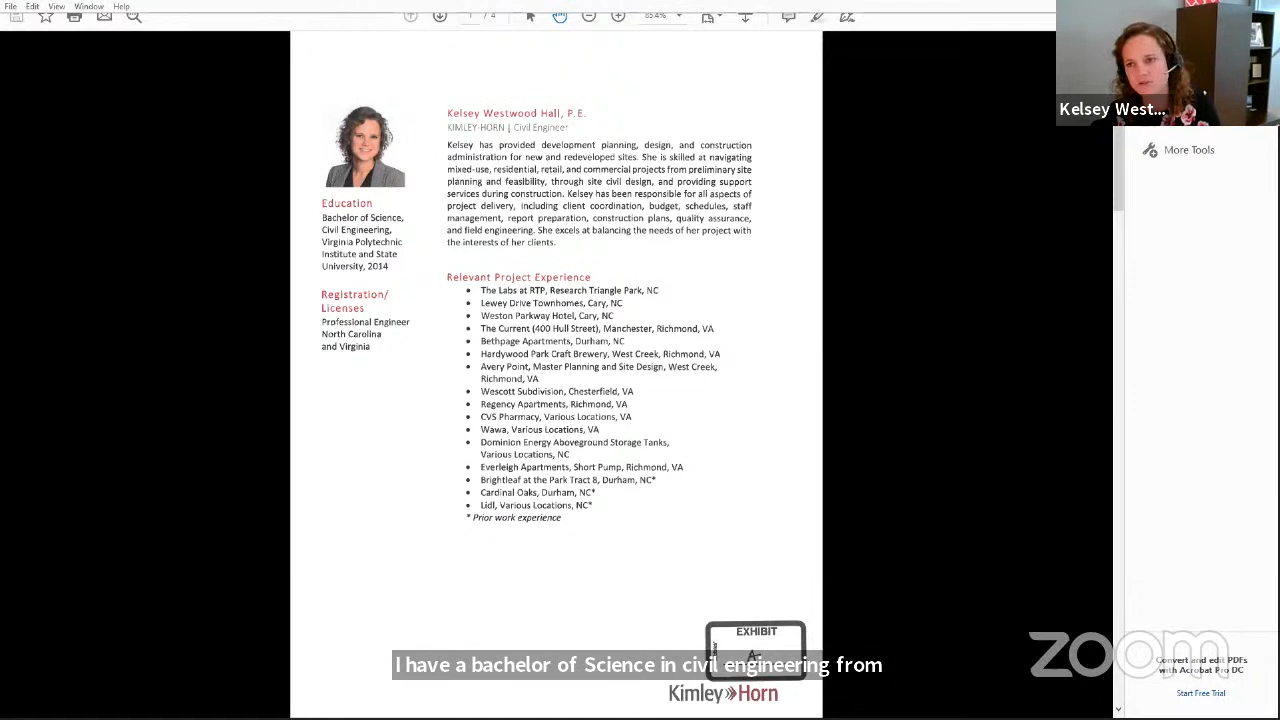 File Edit View Window Help
1 / 4
85.4%
Kelsey West...
More Tools
Kelsey Westwood Hall, P.E.
KIMLEY-HORN | Civil Engineer
Kelsey has provided development planning, design, and construction
administration for new and redeveloped sites. She is skilled at navigating
mixed-use, residential, retail, and commercial projects from preliminary site
planning and feasibility, through site civil design, and providing support
services during construction. Kelsey has been responsible for all aspects of
project delivery, including client coordination, budget, schedules, staff
management, report preparation, construction plans, quality assurance,
and field engineering. She excels at balancing the needs of her project with
the interests of her clients.
Education
Bachelor of Science,
Civil Engineering,
Virginia Polytechnic
Institute and State
University, 2014
Registration/
Licenses
Professional Engineer
North Carolina
and Virginia
Relevant Project Experience
• The Labs at RTP, Research Triangle Park, NC
• Lewey Drive Townhomes, Cary, NC
• Weston Parkway Hotel, Cary, NC
• The Current (400 Hull Street), Manchester, Richmond, VA
• Bethpage Apartments, Durham, NC
• Hardywood Park Craft Brewery, West Creek, Richmond, VA
• Avery Point, Master Planning and Site Design, West Creek,
Richmond, VA
• Wescott Subdivision, Chesterfield, VA
• Regency Apartments, Richmond, VA
• CVS Pharmacy, Various Locations, VA
• Wawa, Various Locations, VA
• Dominion Energy Aboveground Storage Tanks,
Various Locations, NC
• Everleigh Apartments, Short Pump, Richmond, VA
• Brightleaf at the Park Tract 8, Durham, NC*
• Cardinal Oaks, Durham, NC*
• Lidl, Various Locations, NC*
* Prior work experience
EXHIBIT
A
I have a bachelor of Science in civil engineering from
Kimley»Horn
zoom
Convert and edit PDFs
with Acrobat Pro DC
Start Free Trial